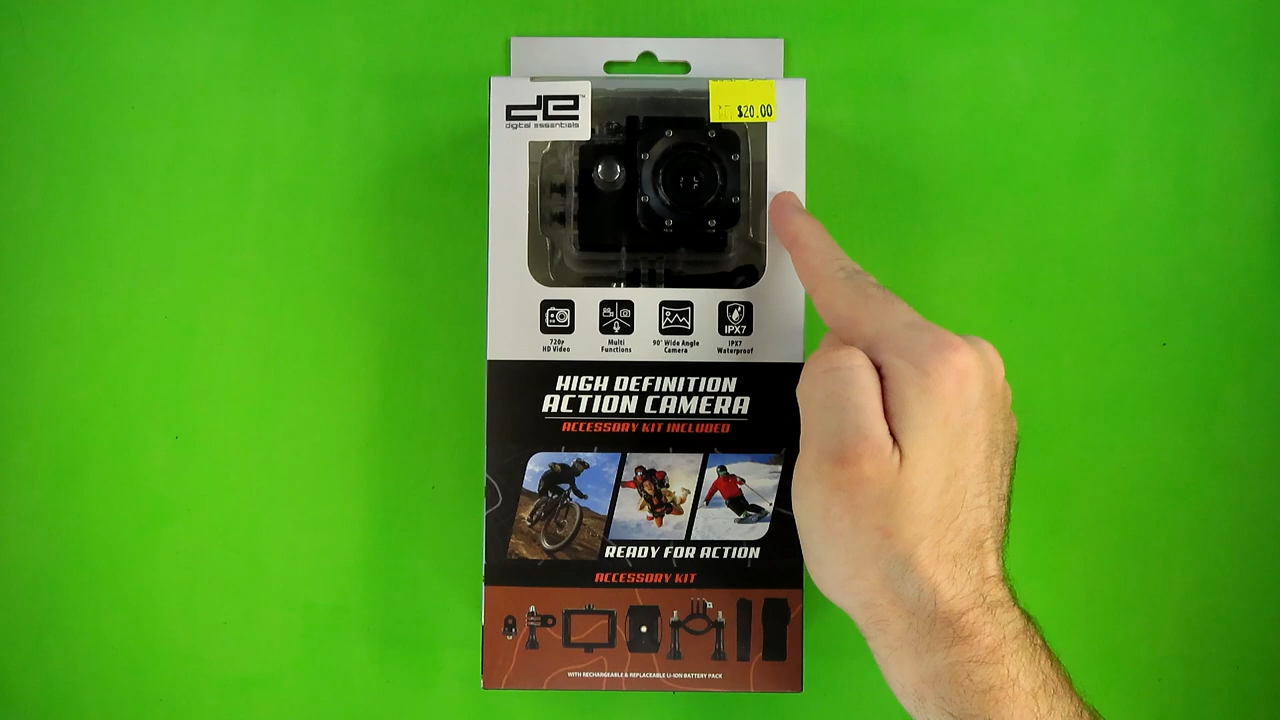 de™
digital essentials
$20.00
IPX7
720p
HD Video
Multi
Functions
90° Wide Angle
Camera
IPX7
Waterproof
HIGH DEFINITION
ACTION CAMERA
ACCESSORY KIT INCLUDED
READY FOR ACTION
ACCESSORY KIT
WITH RECHARGEABLE & REPLACEABLE LI-ION BATTERY PACK